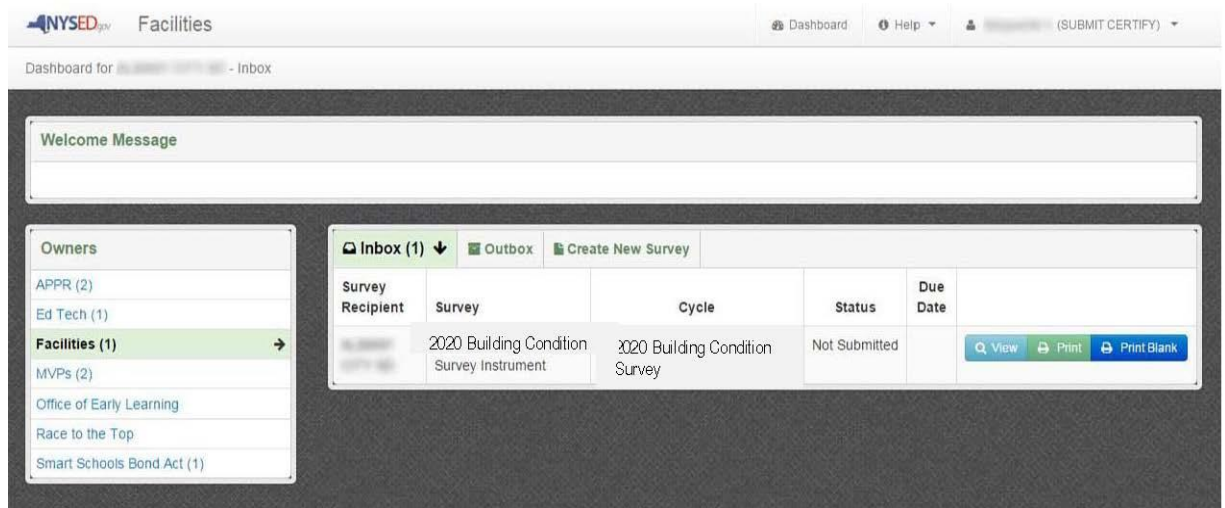 NYSED.gov Facilities Dashboard Help (SUBMIT CERTIFY)
Dashboard for - Inbox
Welcome Message
Owners
APPR (2)
Ed Tech (1)
Facilities (1)
MVPs (2)
Office of Early Learning
Race to the Top
Smart Schools Bond Act (1)
Inbox (1) Outbox Create New Survey
Survey Recipient Survey Cycle Status Due Date
2020 Building Condition Survey Instrument 2020 Building Condition Survey Not Submitted View Print Print Blank